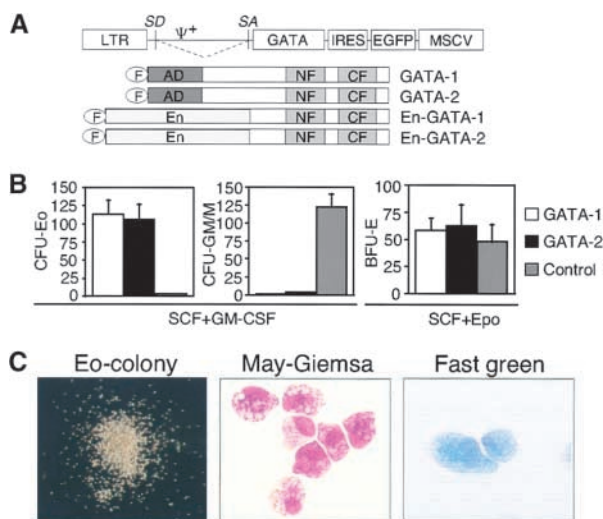 A
SD SA
LTR Ψ+ GATA IRES EGFP MSCV
F AD NF CF GATA-1
F AD NF CF GATA-2
F En NF CF En-GATA-1
F En NF CF En-GATA-2
B
CFU-Eo
150
125
100
75
50
25
0
CFU-GM/M
150
125
100
75
50
25
0
BFU-E
100
75
50
25
0
GATA-1
GATA-2
Control
SCF+GM-CSF SCF+Epo
C
Eo-colony May-Giemsa Fast green